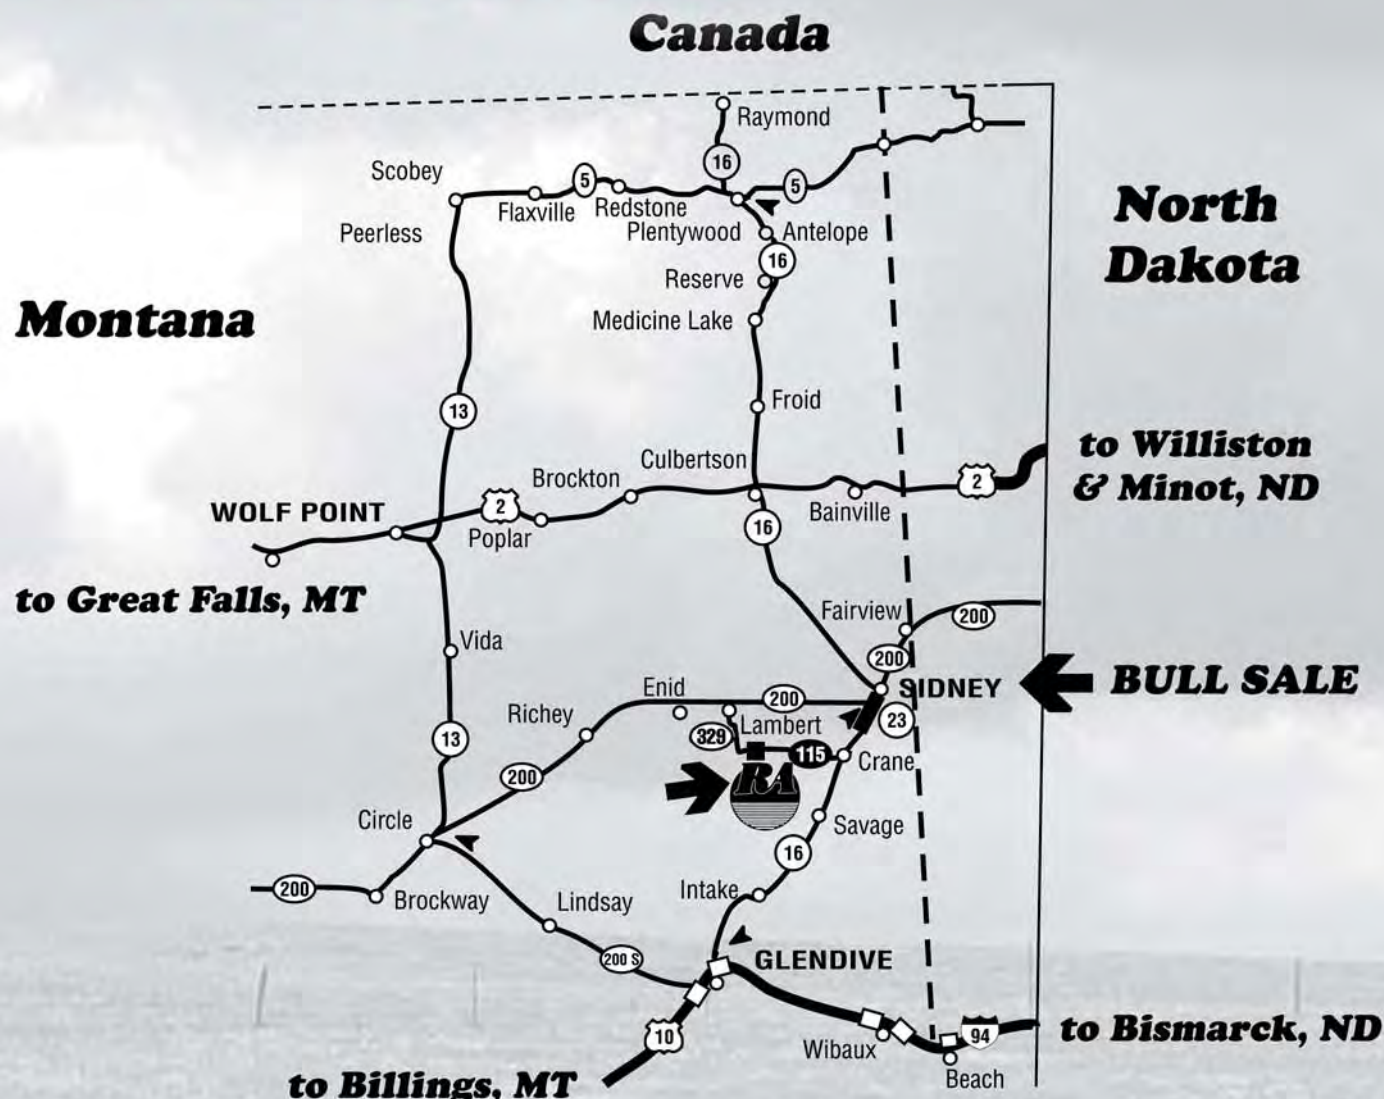 Canada
Raymond
16
Scobey
5
5
Flaxville
Redstone
Peerless
Plentywood
Antelope
North
Dakota
16
Reserve
Montana
Medicine Lake
Froid
13
to Williston
& Minot, ND
Culbertson
Brockton
2
2
WOLF POINT
Bainville
Poplar
16
to Great Falls, MT
Fairview
200
Vida
200
SIDNEY
BULL SALE
Enid
200
Richey
Lambert
23
329
13
115
Crane
RA
200
Circle
Savage
16
200
Brockway
Lindsay
Intake
200 S
GLENDIVE
10
94
to Bismarck, ND
Wibaux
Beach
to Billings, MT